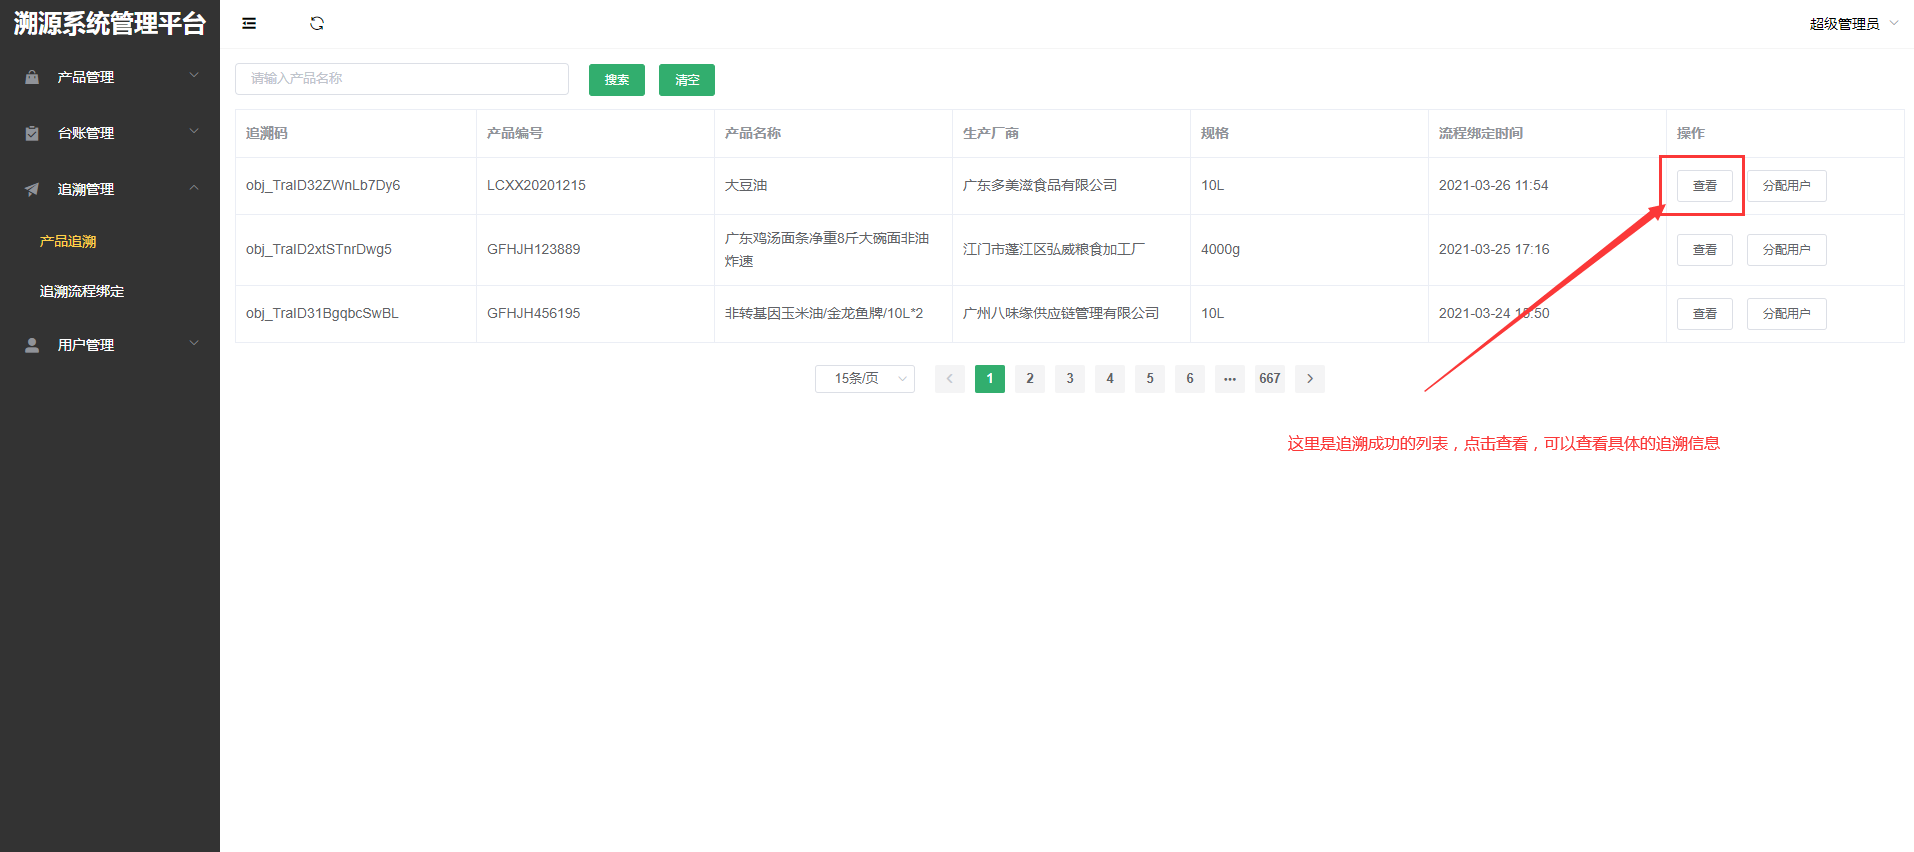 溯源系统管理平台
超级管理员
产品管理
台账管理
追溯管理
产品追溯
追溯流程绑定
用户管理
请输入产品名称 搜索 清空
追溯码 产品编号 产品名称 生产厂商 规格 流程绑定时间 操作
obj_TraID32ZWnLb7Dy6 LCXX20201215 大豆油 广东多美滋食品有限公司 10L 2021-03-26 11:54 查看 分配用户
obj_TraID2xtSTnrDwg5 GFHJH123889 广东鸡汤面条净重8斤大碗面非油
炸速 江门市蓬江区弘威粮食加工厂 4000g 2021-03-25 17:16 查看 分配用户
obj_TraID31BgqbcSwBL GFHJH456195 非转基因玉米油/金龙鱼牌/10L*2 广州八味缘供应链管理有限公司 10L 2021-03-24 :50 查看 分配用户
15条/页 1 2 3 4 5 6 ••• 667
这里是追溯成功的列表，点击查看，可以查看具体的追溯信息